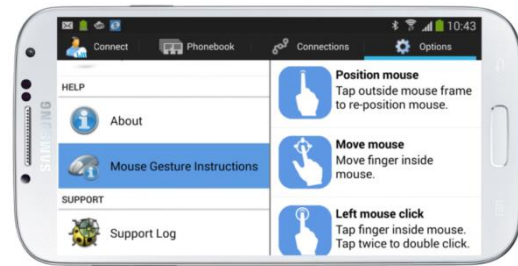 10:43
Connect
Phonebook
Connections
Options
HELP
About
Mouse Gesture Instructions
SUPPORT
Support Log
Position mouse
Tap outside mouse frame
to re-position mouse.
Move mouse
Move finger inside
mouse.
Left mouse click
Tap finger inside mouse.
Tap twice to double click.
SAMSUNG